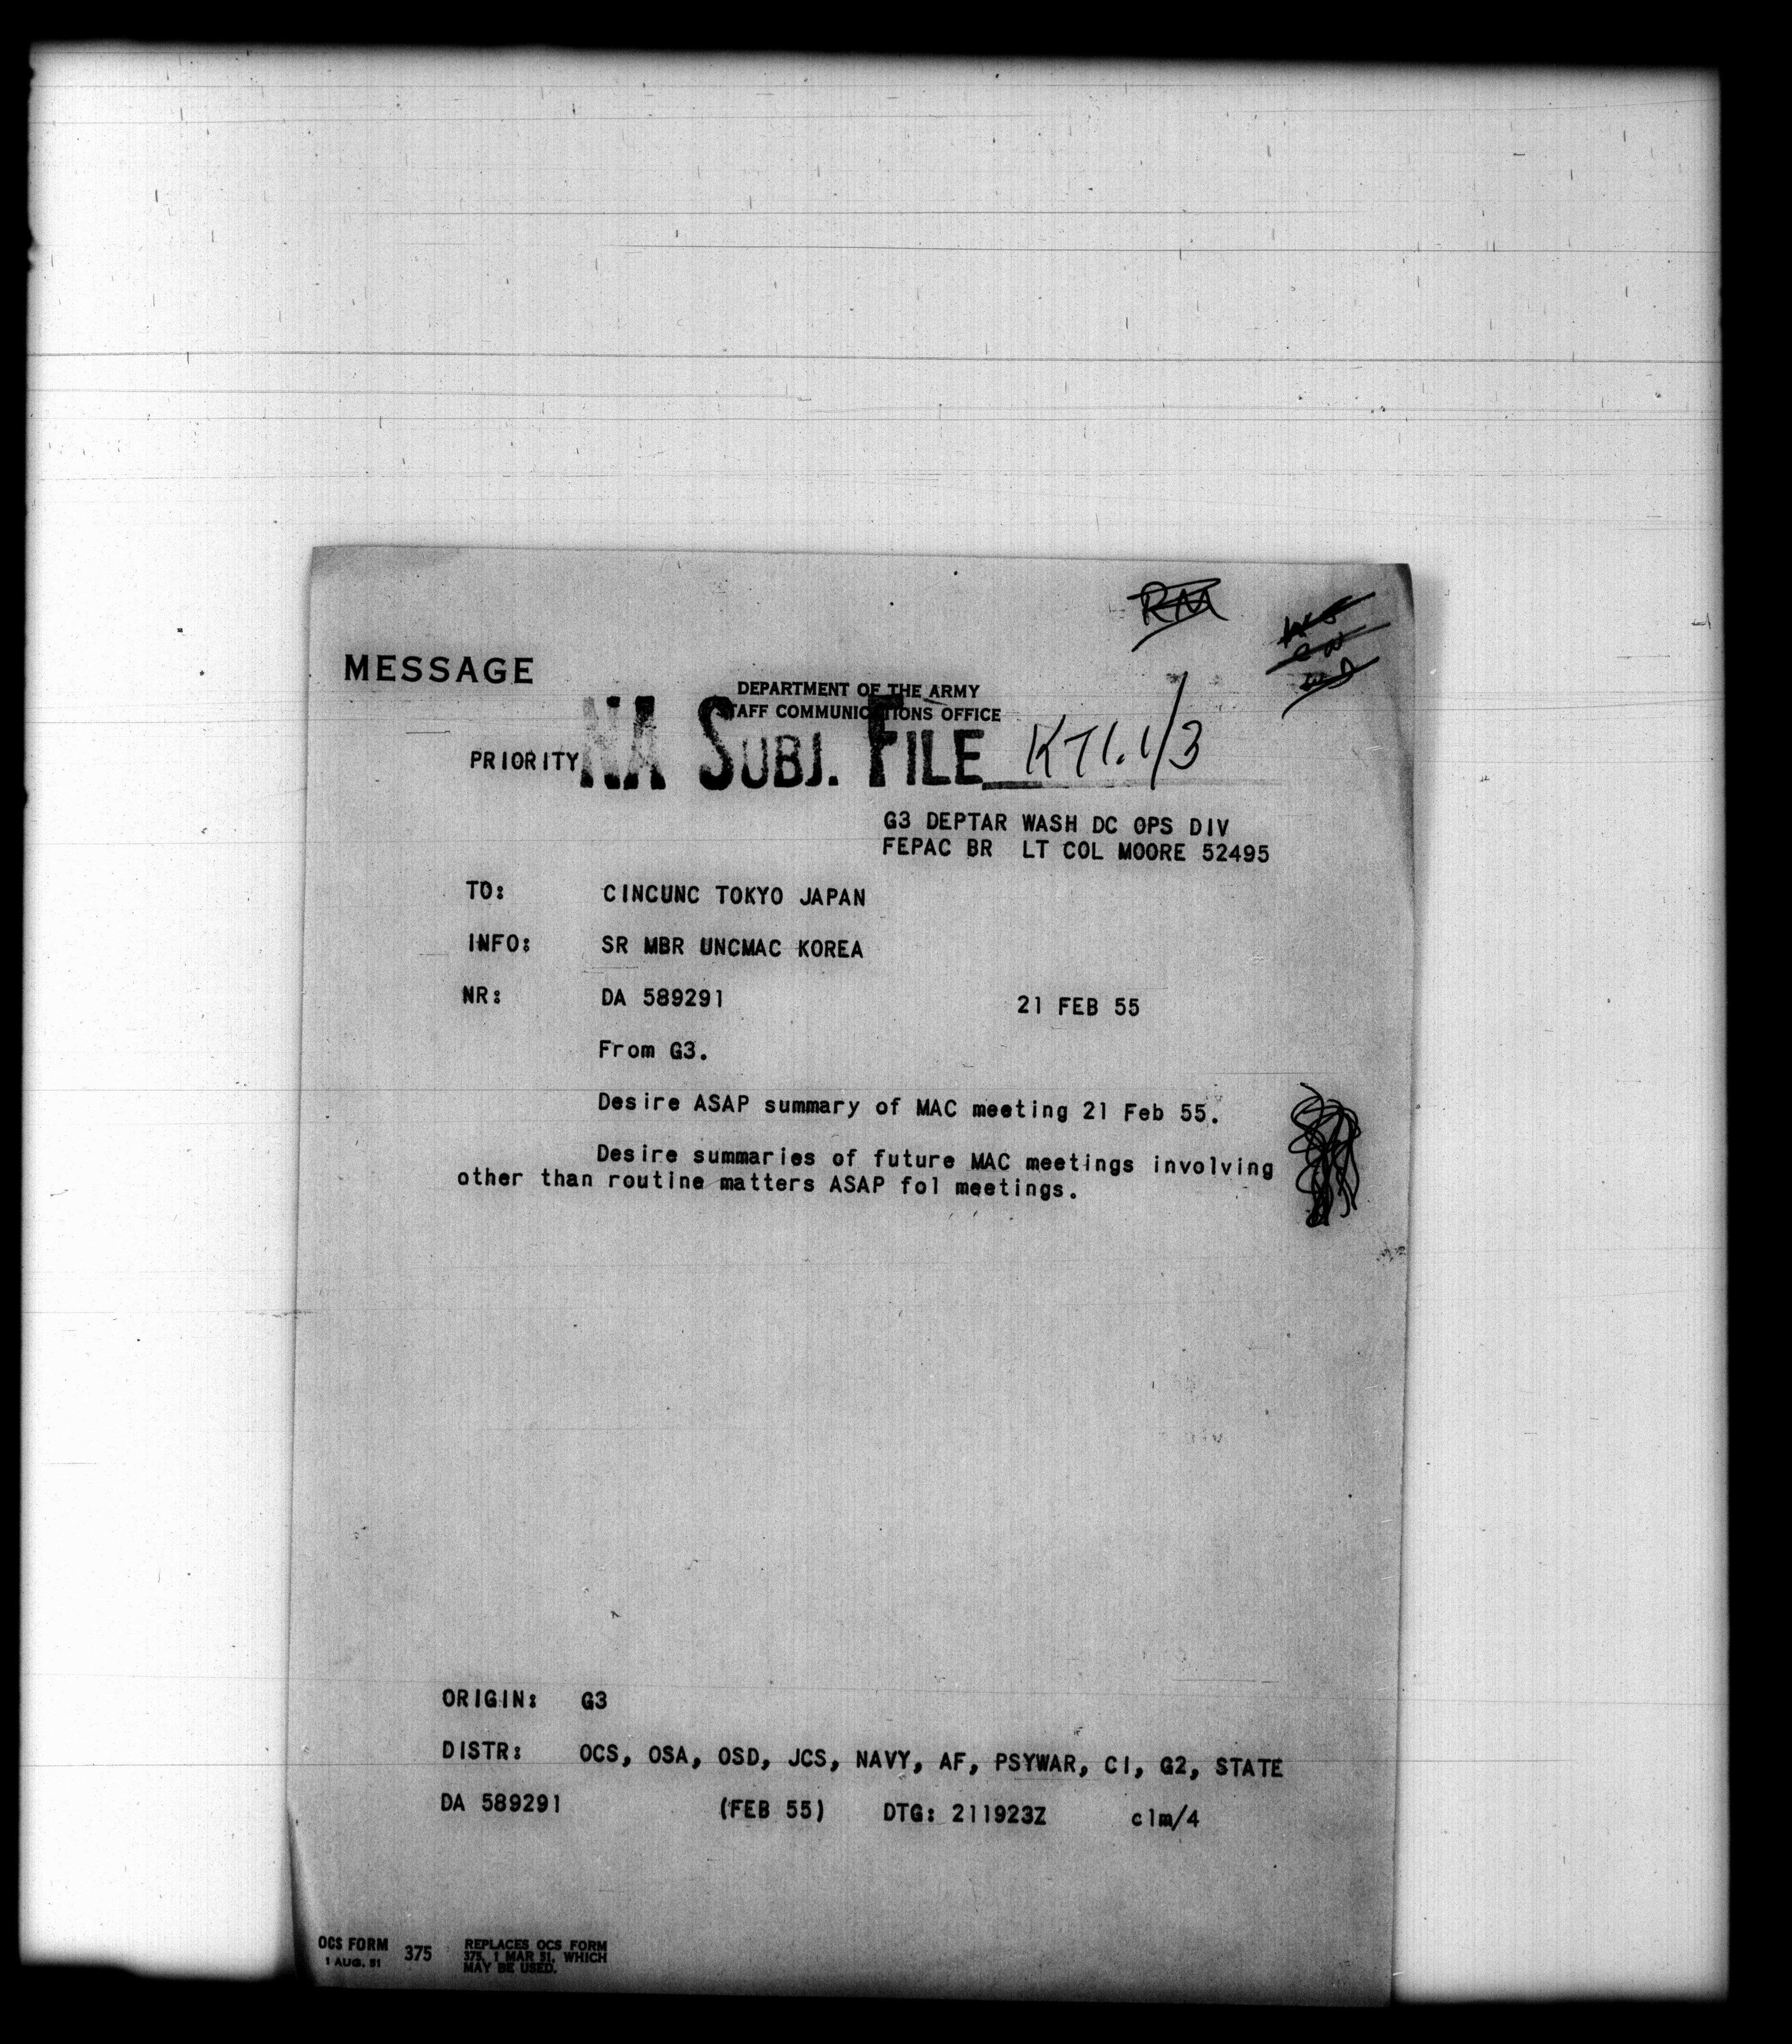 RM
MESSAGE
DEPARTMENT OF THE ARMY
STAFF COMMUNICATIONS OFFICE
PRIORITY
NA SUBJ. FILE K71.1/3
G3 DEPTAR WASH DC OPS DIV
FEPAC BR LT COL MOORE 52495
TO: CINCUNC TOKYO JAPAN
INFO: SR MBR UNCMAC KOREA
NR: DA 589291 21 FEB 55
From G3.
Desire ASAP summary of MAC meeting 21 Feb 55.
Desire summaries of future MAC meetings involving
other than routine matters ASAP fol meetings.
ORIGIN: G3
DISTR: OCS, OSA, OSD, JCS, NAVY, AF, PSYWAR, CI, G2, STATE
DA 589291 (FEB 55) DTG: 211923Z clm/4
OCS FORM 375
1 AUG. 51
REPLACES OCS FORM
375, 1 MAR 51, WHICH
MAY BE USED.